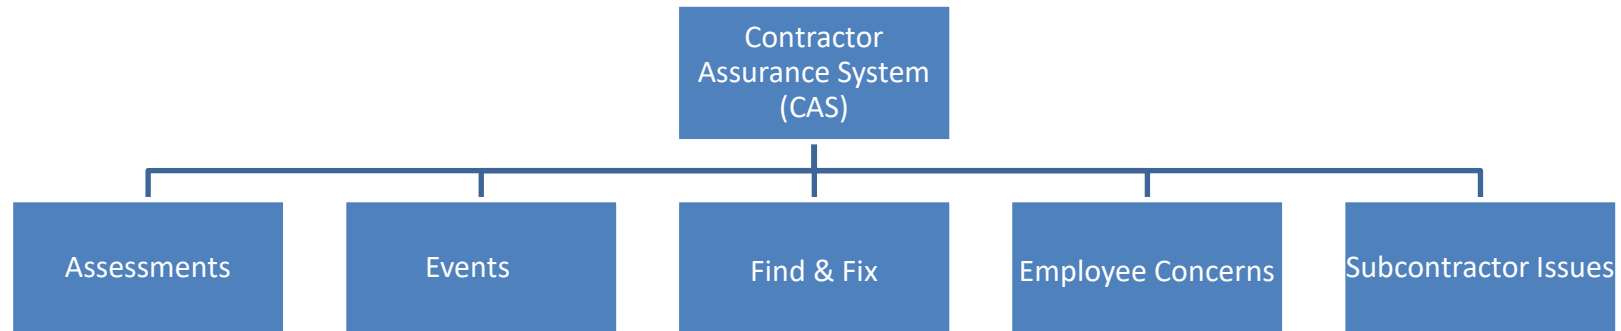 Contractor
Assurance System
(CAS)
Assessments
Events
Find & Fix
Employee Concerns
Subcontractor Issues